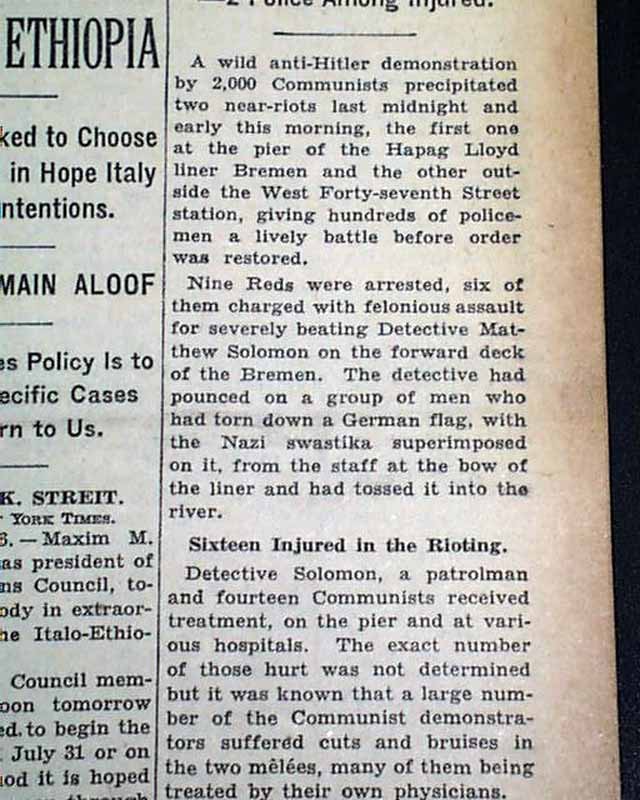 ETHIOPIA
ked to Choose
in Hope Italy
ntentions.
MAIN ALOOF
es Policy Is to
ecific Cases
rn to Us.
K. STREIT.
YORK TIMES.
6.—Maxim M.
as president of
ns Council, to-
ody in extraor-
he Italo-Ethio-
Council mem-
oon tomorrow
ed to begin the
July 31 or on
iod it is hoped
—2 Police Among Injured.
A wild anti-Hitler demonstration
by 2,000 Communists precipitated
two near-riots last midnight and
early this morning, the first one
at the pier of the Hapag Lloyd
liner Bremen and the other out-
side the West Forty-seventh Street
station, giving hundreds of police-
men a lively battle before order
was restored.
Nine Reds were arrested, six of
them charged with felonious assault
for severely beating Detective Mat-
thew Solomon on the forward deck
of the Bremen. The detective had
pounced on a group of men who
had torn down a German flag, with
the Nazi swastika superimposed
on it, from the staff at the bow of
the liner and had tossed it into the
river.
Sixteen Injured in the Rioting.
Detective Solomon, a patrolman
and fourteen Communists received
treatment, on the pier and at vari-
ous hospitals. The exact number
of those hurt was not determined
but it was known that a large num-
ber of the Communist demonstra-
tors suffered cuts and bruises in
the two mêlées, many of them being
treated by their own physicians.